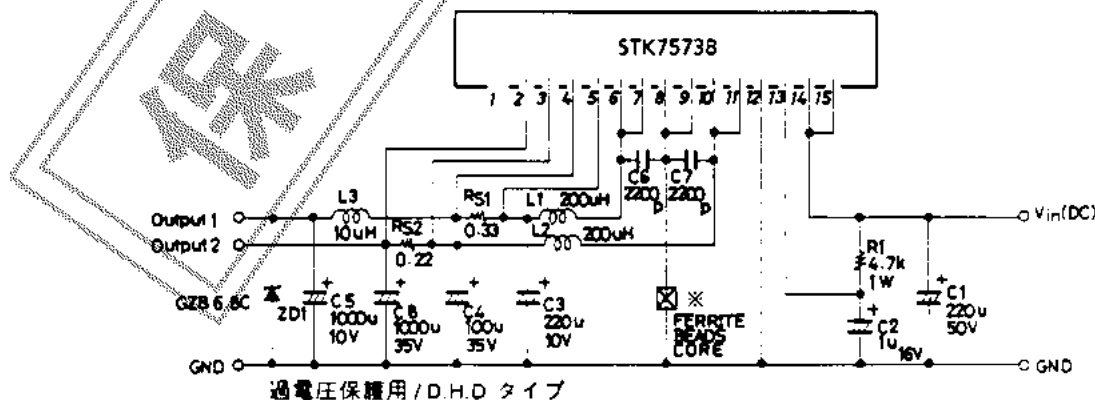 保
STK75738
1 2 3 4 5 6 7 8 9 10 11 12 13 14 15
C6
2200
p
C7
2200
p
L3
10uH
RS1
0.33
L1
200uH
L2
200uH
RS2
0.22
Output 1
Output 2
Vin(DC)
R1
4.7k
1W
GZB 6.8C
ZD1
C5
1000u
10V
C8
1000u
35V
C4
100u
35V
C3
220u
10V
※
FERRITE
BEADS
CORE
C2
1u
16V
C1
220u
50V
GND
GND
過電圧保護用/D.H.D タイプ